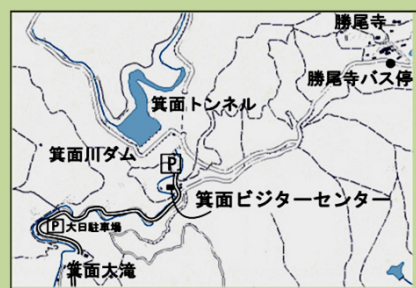 勝尾寺
勝尾寺バス停
箕面トンネル
箕面川ダム
P
箕面ビジターセンター
P 大日駐車場
箕面大滝